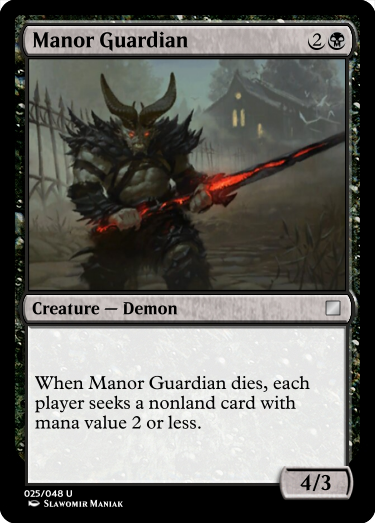 Manor Guardian 2
Creature — Demon
When Manor Guardian dies, each
player seeks a nonland card with
mana value 2 or less.
4/3
025/048 U
Slawomir Maniak